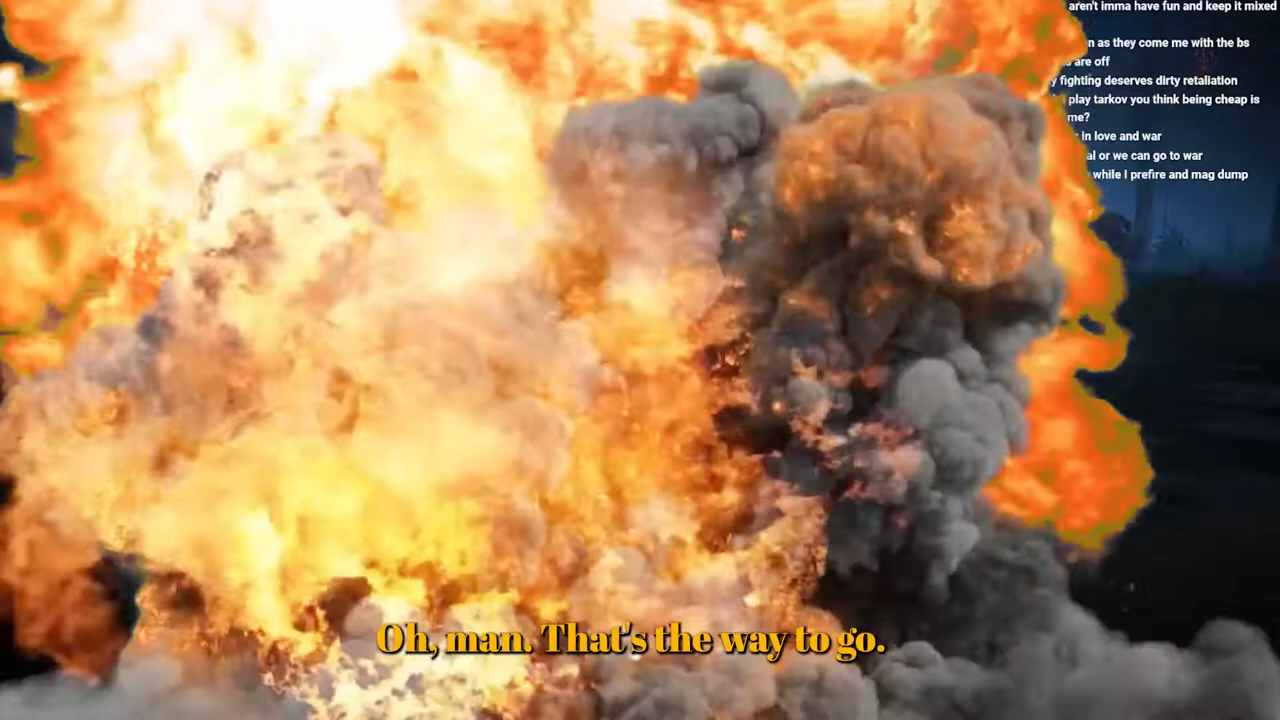 aren't imma have fun and keep it mixed
as they come me with the bs
are off
fighting deserves dirty retaliation
play tarkov you think being cheap is
me?
in love and war
or we can go to war
while I prefire and mag dump
Oh, man. That's the way to go.